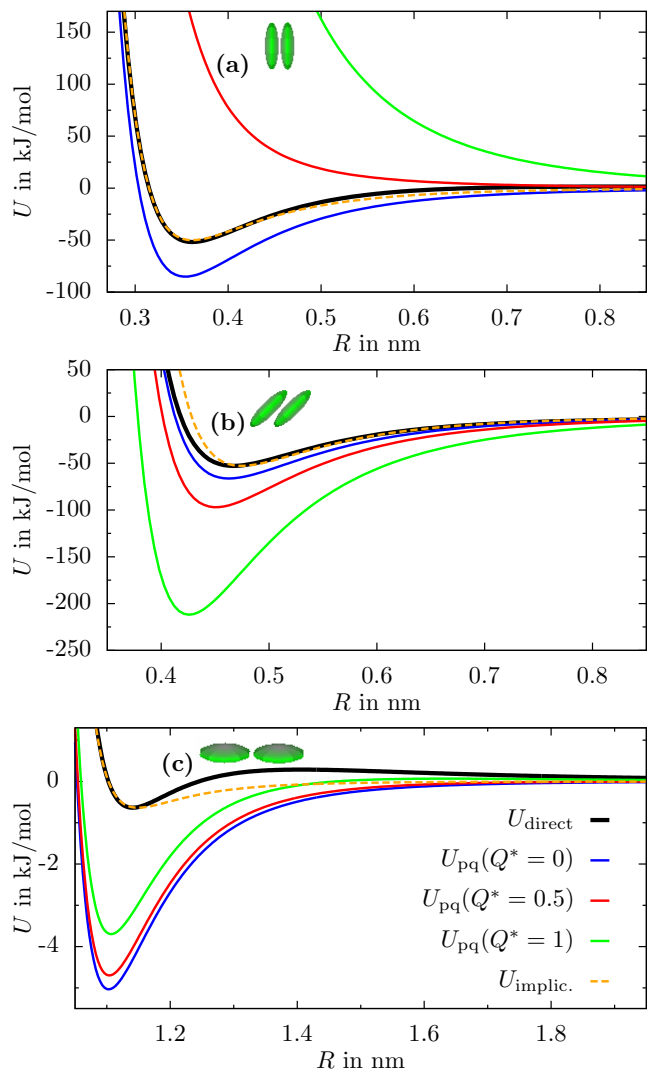 150
100
50
0
-50
-100
U in kJ/mol
(a)
0.3 0.4 0.5 0.6 0.7 0.8
R in nm
50
0
-50
-100
-150
-200
-250
U in kJ/mol
(b)
0.4 0.5 0.6 0.7 0.8
R in nm
0
-2
-4
U in kJ/mol
(c)
U_direct
U_pq(Q* = 0)
U_pq(Q* = 0.5)
U_pq(Q* = 1)
U_implic.
1.2 1.4 1.6 1.8
R in nm